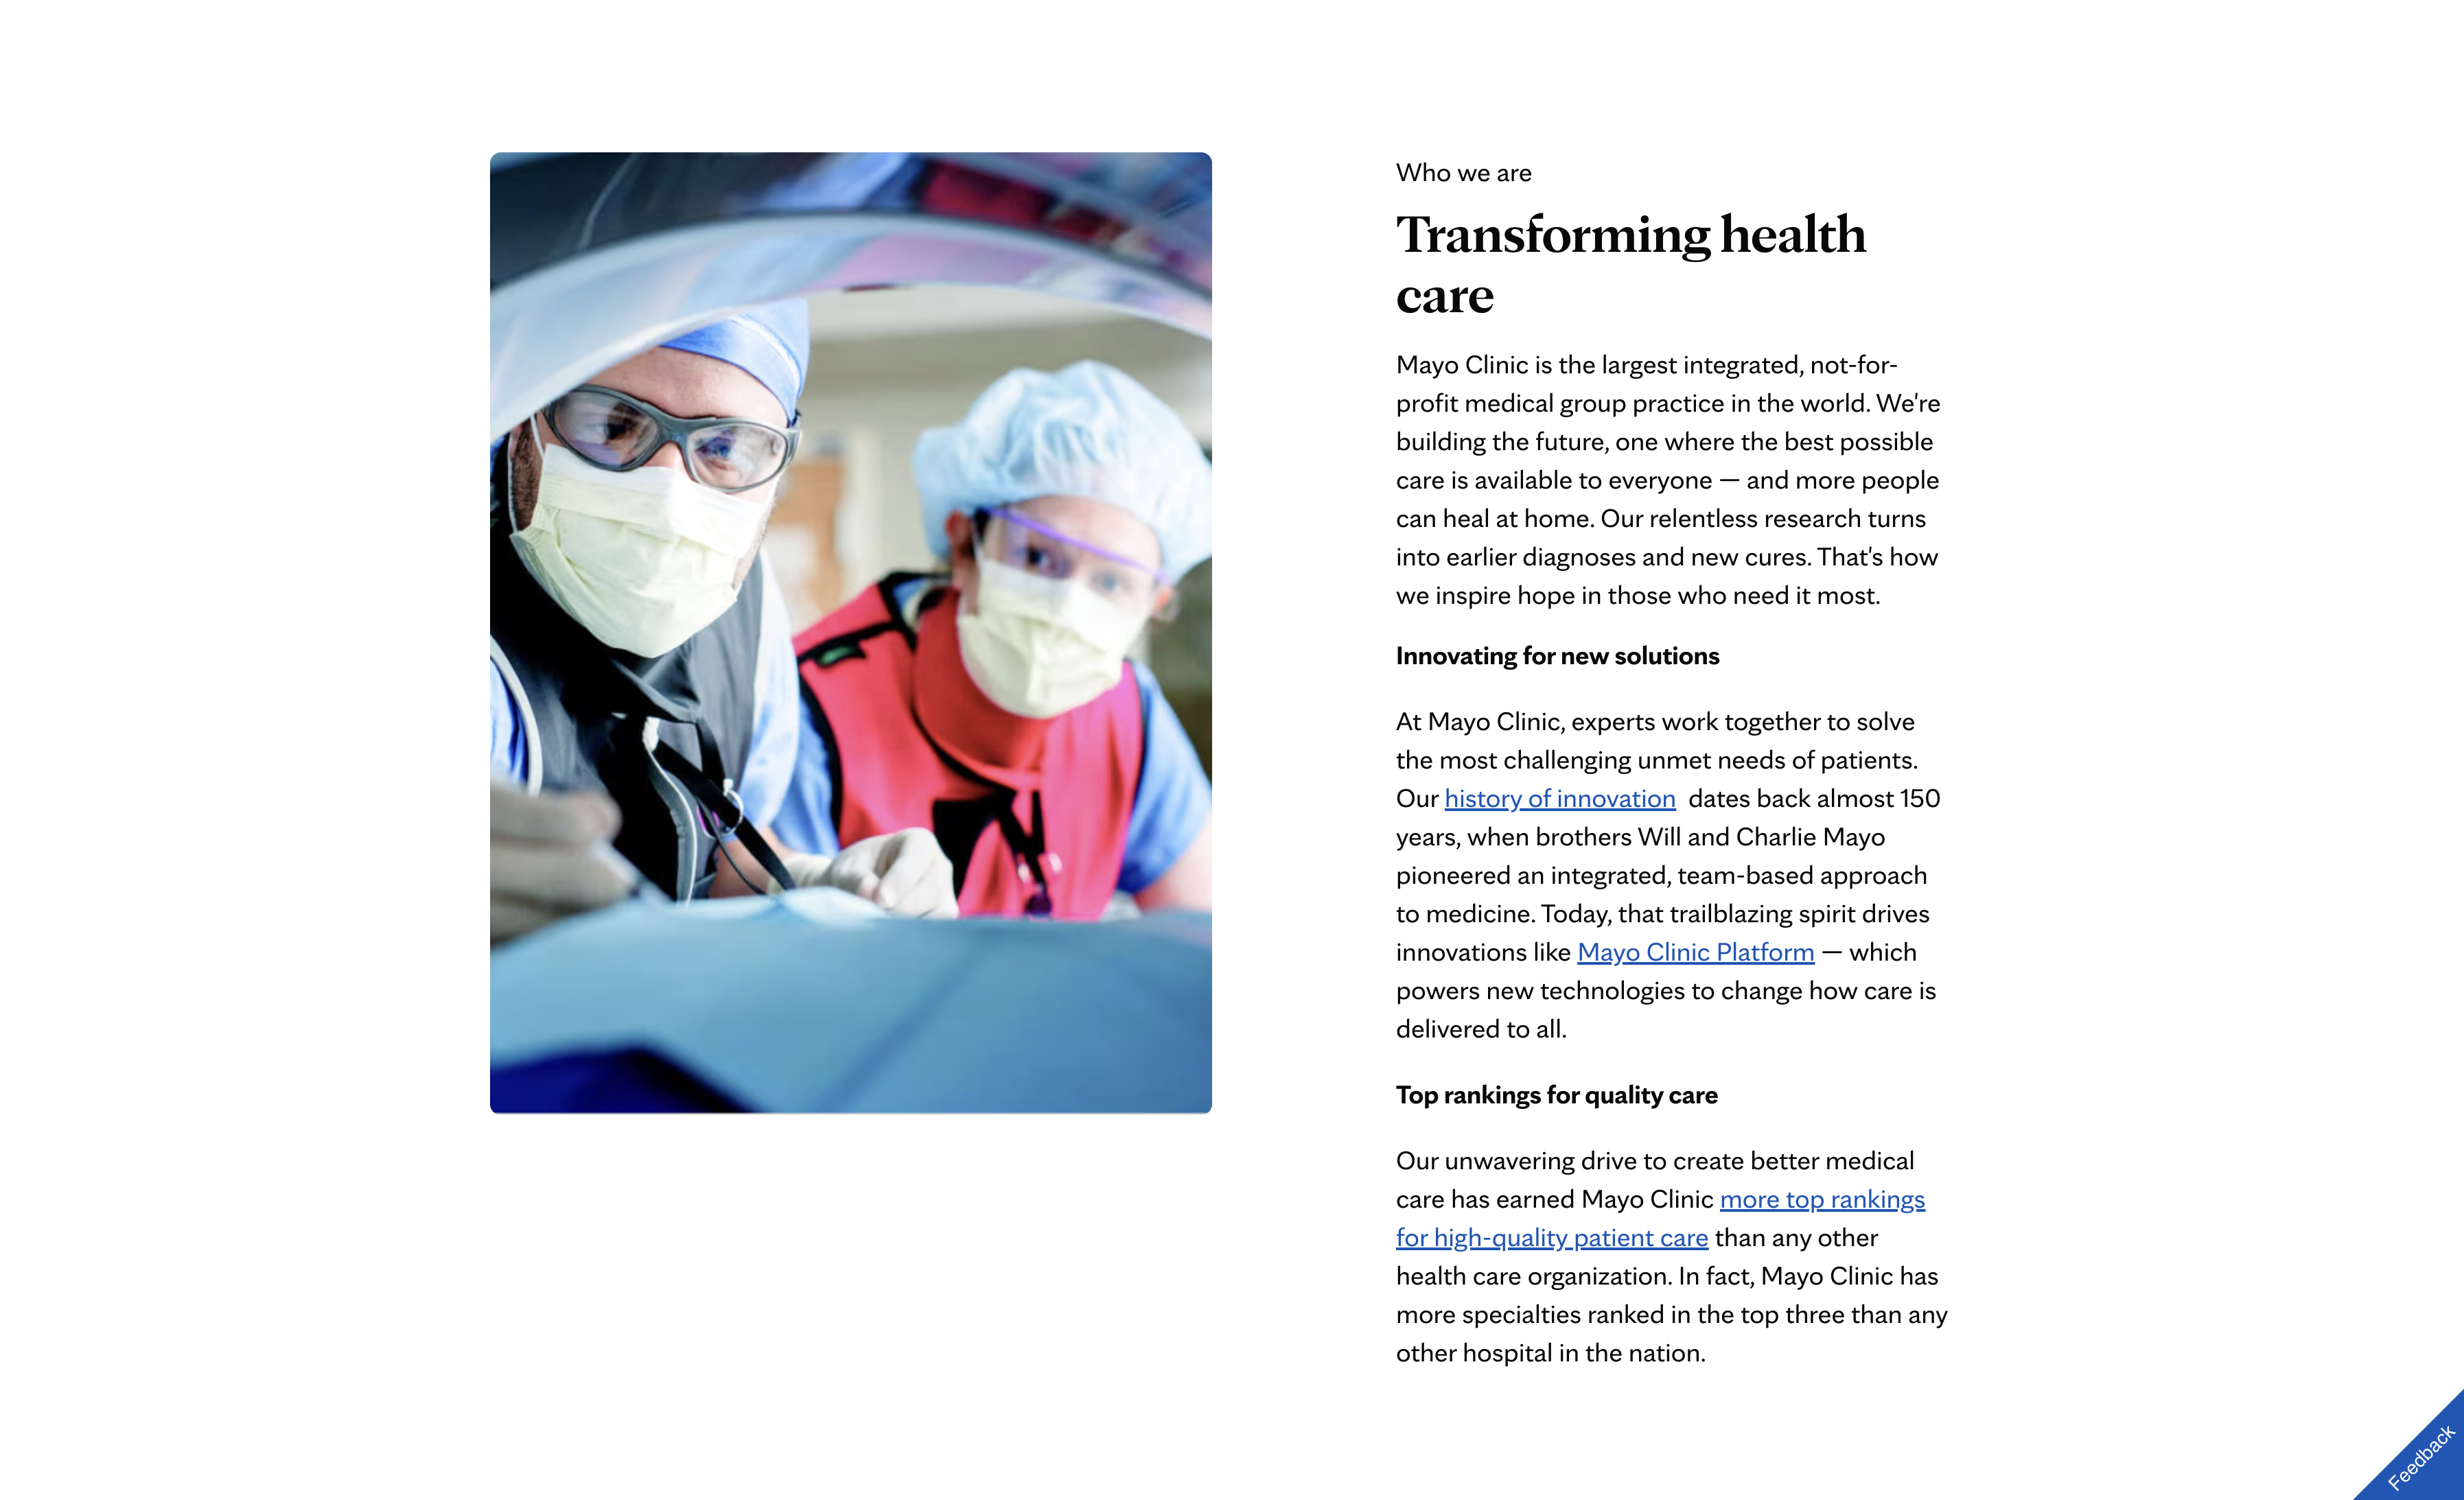 Who we are
Transforming health
care
Mayo Clinic is the largest integrated, not-for-
profit medical group practice in the world. We're
building the future, one where the best possible
care is available to everyone — and more people
can heal at home. Our relentless research turns
into earlier diagnoses and new cures. That's how
we inspire hope in those who need it most.
Innovating for new solutions
At Mayo Clinic, experts work together to solve
the most challenging unmet needs of patients.
Our history of innovation dates back almost 150
years, when brothers Will and Charlie Mayo
pioneered an integrated, team-based approach
to medicine. Today, that trailblazing spirit drives
innovations like Mayo Clinic Platform — which
powers new technologies to change how care is
delivered to all.
Top rankings for quality care
Our unwavering drive to create better medical
care has earned Mayo Clinic more top rankings
for high-quality patient care than any other
health care organization. In fact, Mayo Clinic has
more specialties ranked in the top three than any
other hospital in the nation.
Feedback